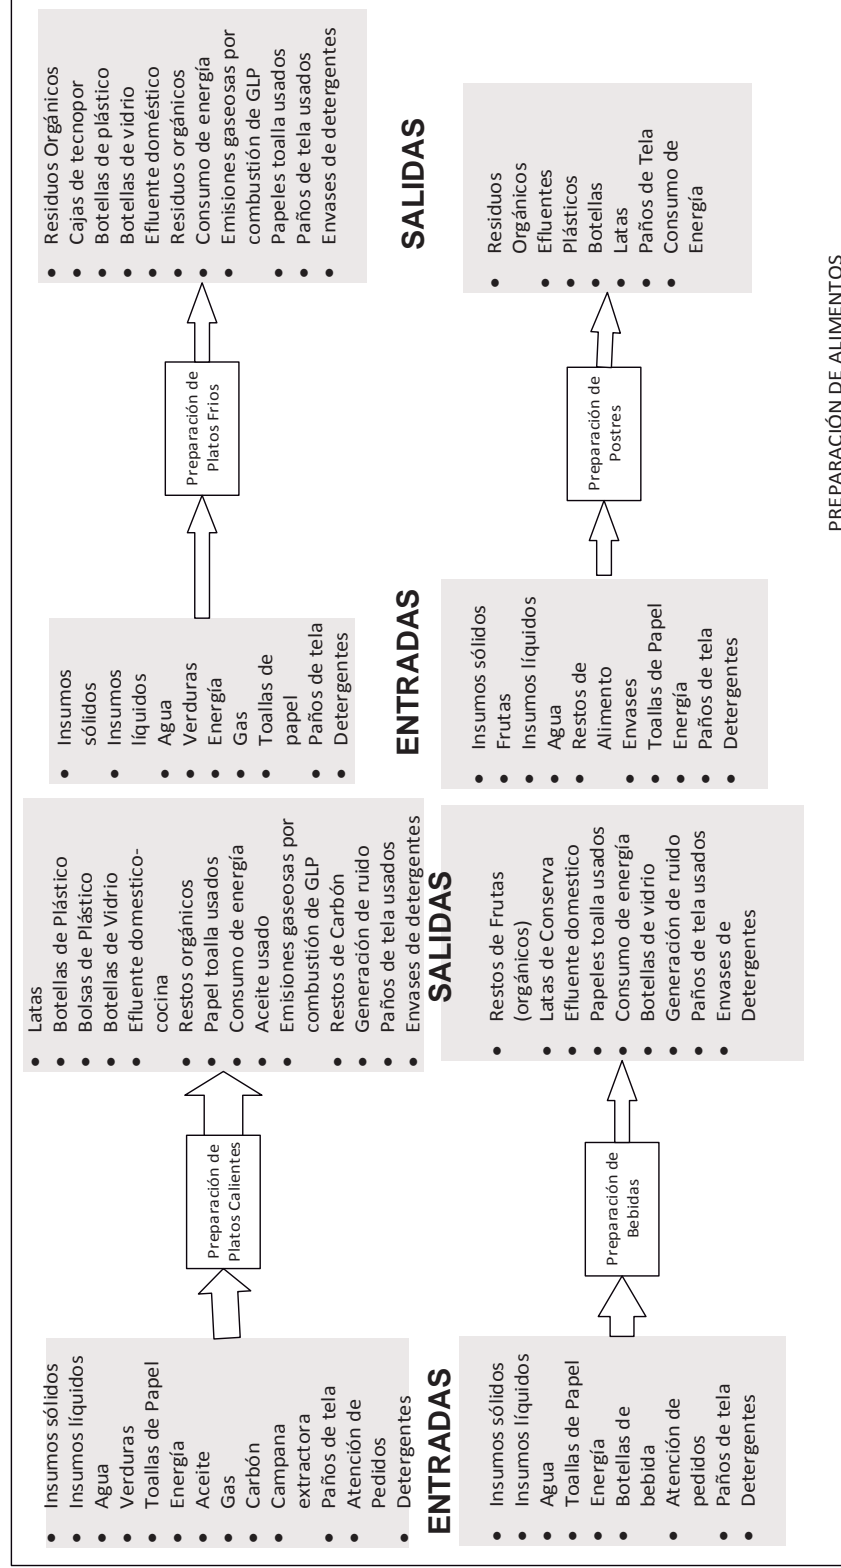 Insumos sólidos
Insumos líquidos
Agua
Verduras
Toallas de Papel
Energía
Aceite
Gas
Carbón
Campana
extractora
Paños de tela
Atención de
Pedidos
Detergentes
Preparación de
Platos Calientes
Latas
Botellas de Plástico
Bolsas de Plástico
Botellas de Vidrio
Efluente domestico-
cocina
Restos orgánicos
Papel toalla usados
Consumo de energía
Aceite usado
Emisiones gaseosas por
combustión de GLP
Restos de Carbón
Generación de ruido
Paños de tela usados
Envases de detergentes
Insumos
sólidos
Insumos
líquidos
Agua
Verduras
Energía
Gas
Toallas de
papel
Paños de tela
Detergentes
Preparación de
Platos Frios
Residuos Orgánicos
Cajas de tecnopor
Botellas de plástico
Botellas de vidrio
Efluente doméstico
Residuos orgánicos
Consumo de energía
Emisiones gaseosas por
combustión de GLP
Papeles toalla usados
Paños de tela usados
Envases de detergentes
ENTRADAS
SALIDAS
ENTRADAS
SALIDAS
Insumos sólidos
Insumos líquidos
Agua
Toallas de Papel
Energía
Botellas de
bebida
Atención de
pedidos
Paños de tela
Detergentes
Preparación de
Bebidas
Restos de Frutas
(orgánicos)
Latas de Conserva
Efluente domestico
Papeles toalla usados
Consumo de energía
Botellas de vidrio
Generación de ruido
Paños de tela usados
Envases de
Detergentes
Insumos sólidos
Frutas
Insumos líquidos
Agua
Restos de
Alimento
Envases
Toallas de Papel
Energía
Paños de tela
Detergentes
Preparación de
Postres
Residuos
Orgánicos
Efluentes
Plásticos
Botellas
Latas
Paños de Tela
Consumo de
Energía
PREPARACIÓN DE ALIMENTOS